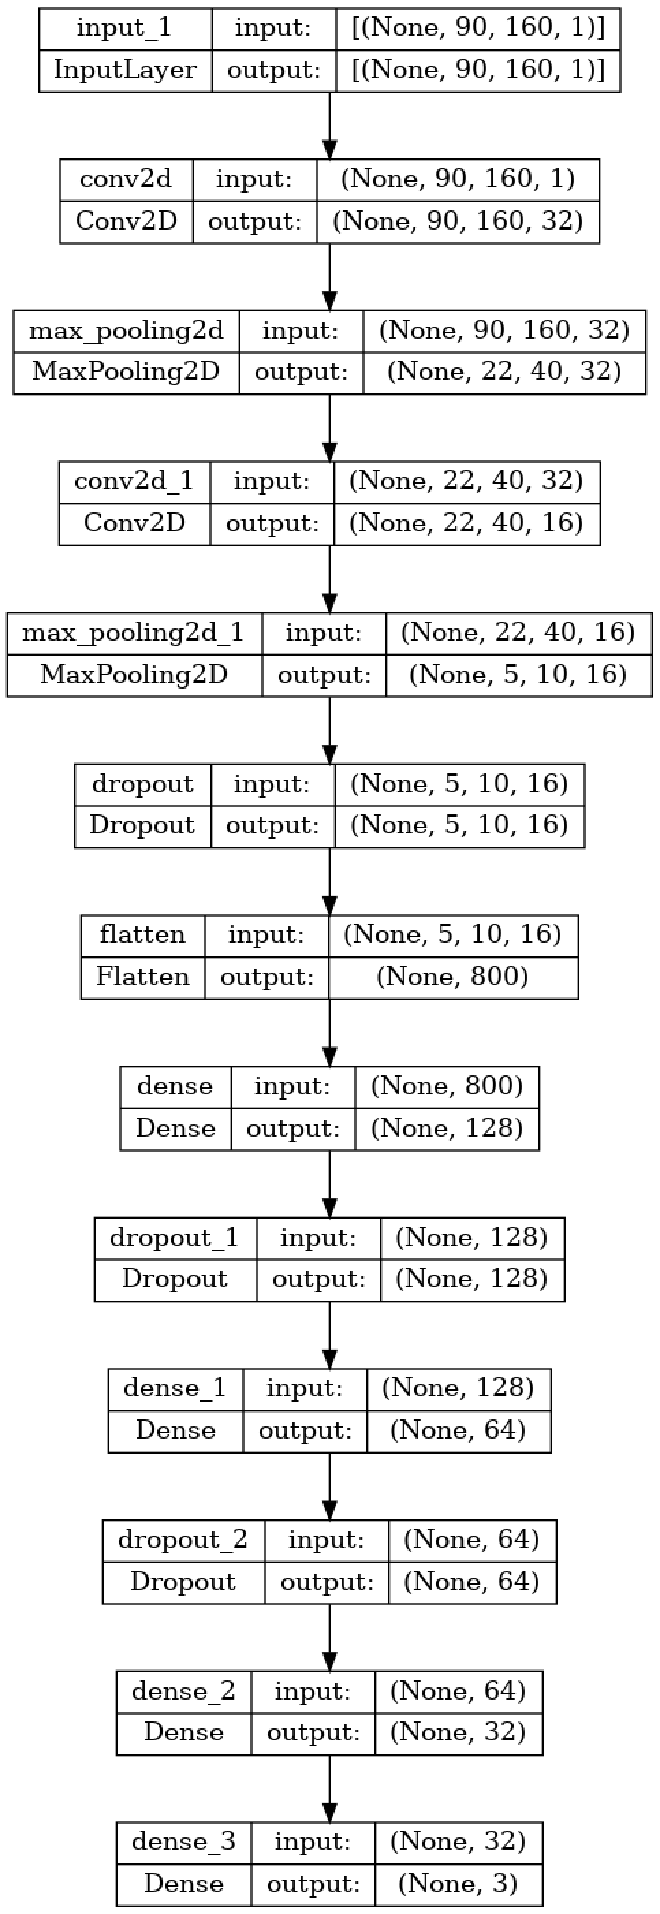 input_1 input: [(None, 90, 160, 1)]
InputLayer output: [(None, 90, 160, 1)]
conv2d input: (None, 90, 160, 1)
Conv2D output: (None, 90, 160, 32)
max_pooling2d input: (None, 90, 160, 32)
MaxPooling2D output: (None, 22, 40, 32)
conv2d_1 input: (None, 22, 40, 32)
Conv2D output: (None, 22, 40, 16)
max_pooling2d_1 input: (None, 22, 40, 16)
MaxPooling2D output: (None, 5, 10, 16)
dropout input: (None, 5, 10, 16)
Dropout output: (None, 5, 10, 16)
flatten input: (None, 5, 10, 16)
Flatten output: (None, 800)
dense input: (None, 800)
Dense output: (None, 128)
dropout_1 input: (None, 128)
Dropout output: (None, 128)
dense_1 input: (None, 128)
Dense output: (None, 64)
dropout_2 input: (None, 64)
Dropout output: (None, 64)
dense_2 input: (None, 64)
Dense output: (None, 32)
dense_3 input: (None, 32)
Dense output: (None, 3)